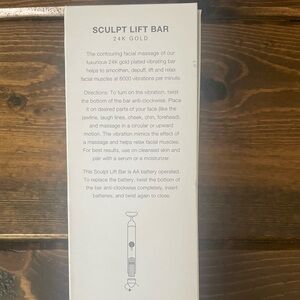 SCULPT LIFT BAR
24K GOLD
The contouring facial massage of our
luxurious 24K gold plated vibrating bar
helps to smoothen, depuff, lift and relax
facial muscles at 6000 vibrations per minute.
Directions: To turn on the vibration, twist
the bottom of the bar anti-clockwise. Place
it on desired parts of your face (like the
jawline, laugh lines, cheek, chin, forehead),
and massage in a circular or upward
motion. The vibration mimics the effect of
a massage and helps relax facial muscles.
For best results, use on cleansed skin and
pair with a serum or a moisturizer.
This Sculpt Lift Bar is AA battery operated.
To replace the battery, twist the bottom of
the bar anti-clockwise completely, insert
batteries, and twist again to close.